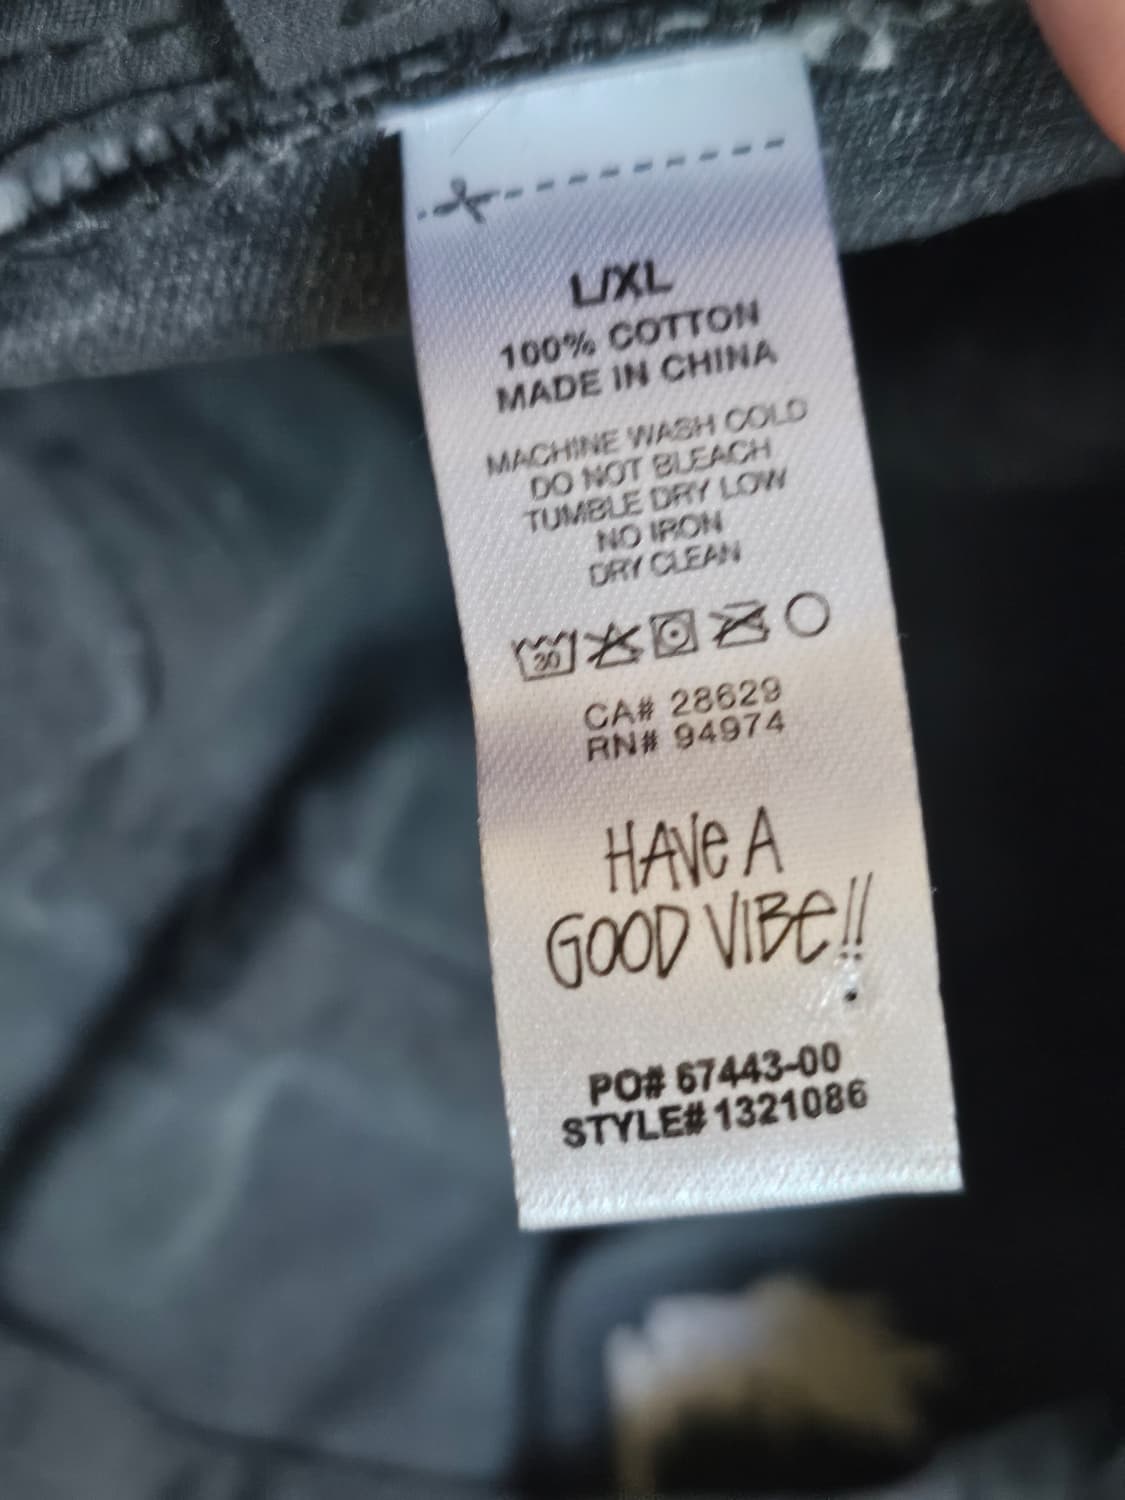 L/XL
100% COTTON
MADE IN CHINA
MACHINE WASH COLD
DO NOT BLEACH
TUMBLE DRY LOW
NO IRON
DRY CLEAN
30
CA# 28629
RN# 94974
HAVe A
GOOD VIBe!!
PO# 67443-00
STYLE# 1321086